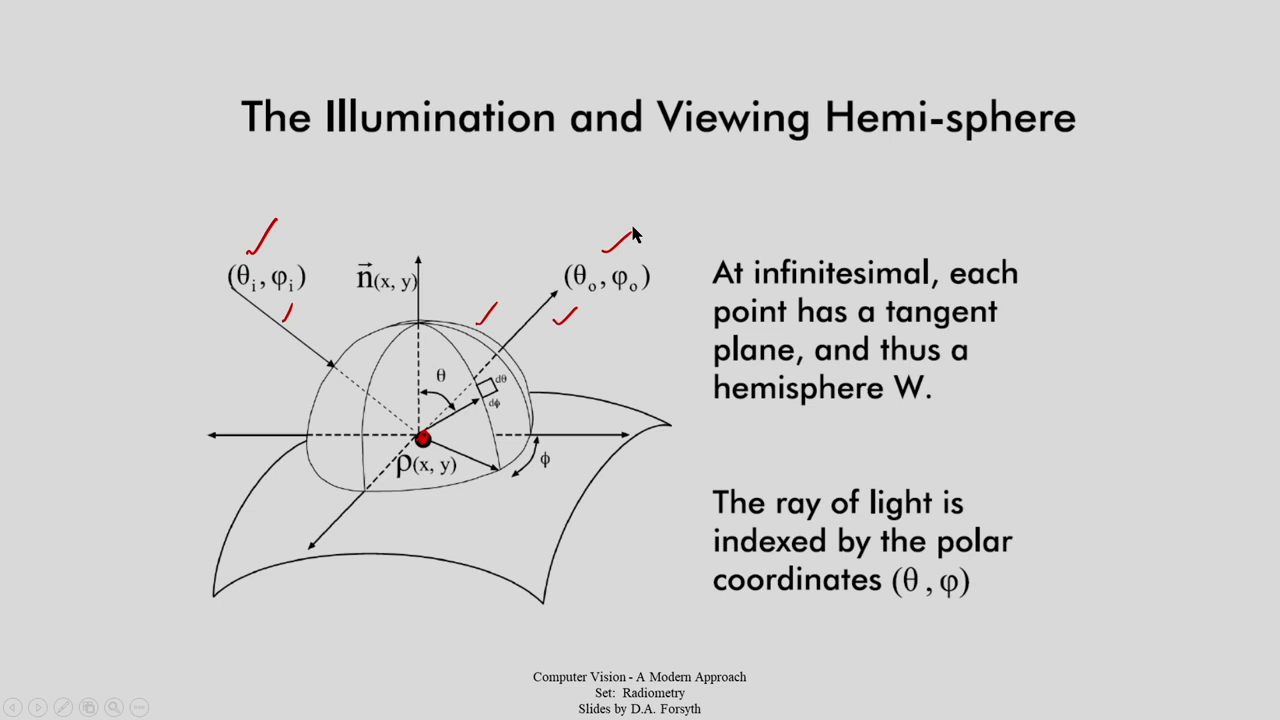 The Illumination and Viewing Hemi-sphere
(θi, φi)
n⃗(x, y)
(θo, φo)
θ
dθ
dϕ
ρ(x, y)
ϕ
At infinitesimal, each
point has a tangent
plane, and thus a
hemisphere W.
The ray of light is
indexed by the polar
coordinates (θ , φ)
Computer Vision - A Modern Approach
Set: Radiometry
Slides by D.A. Forsyth